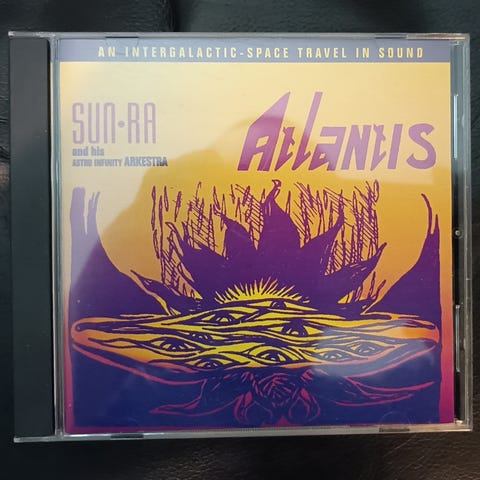 AN INTERGALACTIC-SPACE TRAVEL IN SOUND
SUN•RA
and his
ASTRO INFINITY ARKESTRA
Atlantis